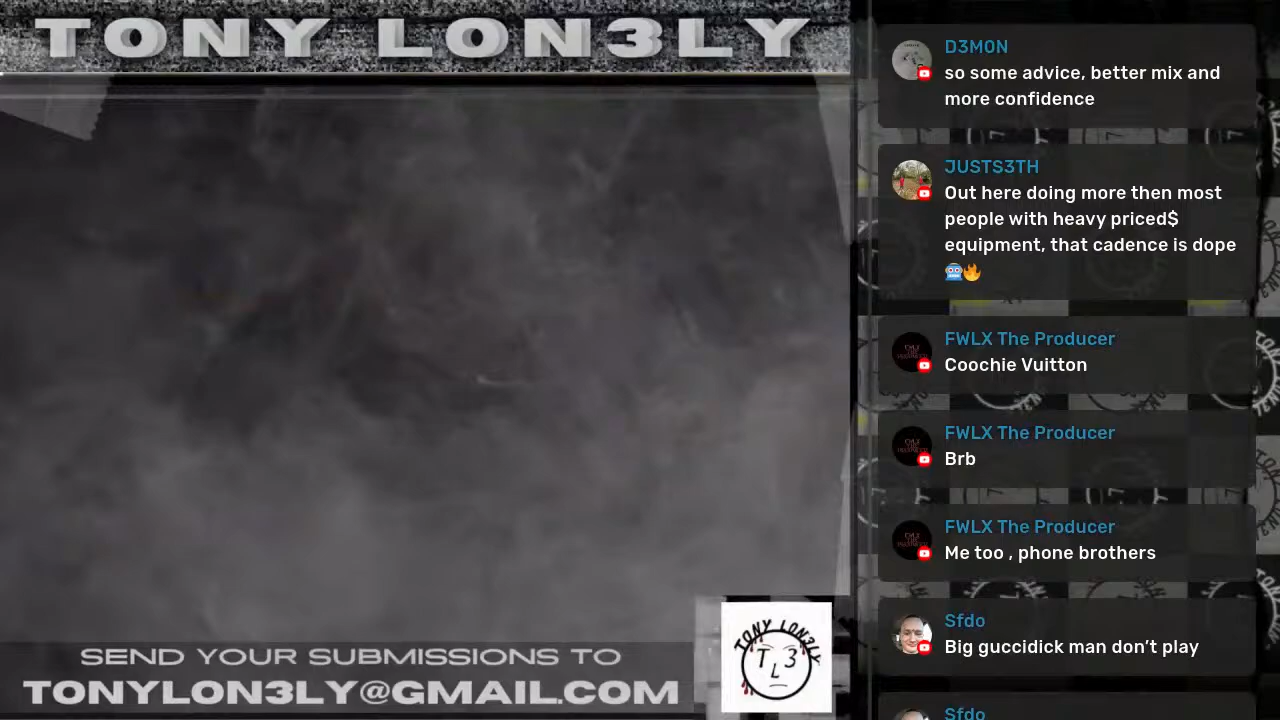 TONY LON3LY
D3M0N
so some advice, better mix and
more confidence
JUSTS3TH
Out here doing more then most
people with heavy priced$
equipment, that cadence is dope
🤖🔥
FWLX The Producer
Coochie Vuitton
FWLX The Producer
Brb
FWLX The Producer
Me too , phone brothers
Sfdo
Big guccidick man don’t play
Sfdo
SEND YOUR SUBMISSIONS TO
TONYLON3LY@GMAIL.COM
TONY LON3LY
TL3